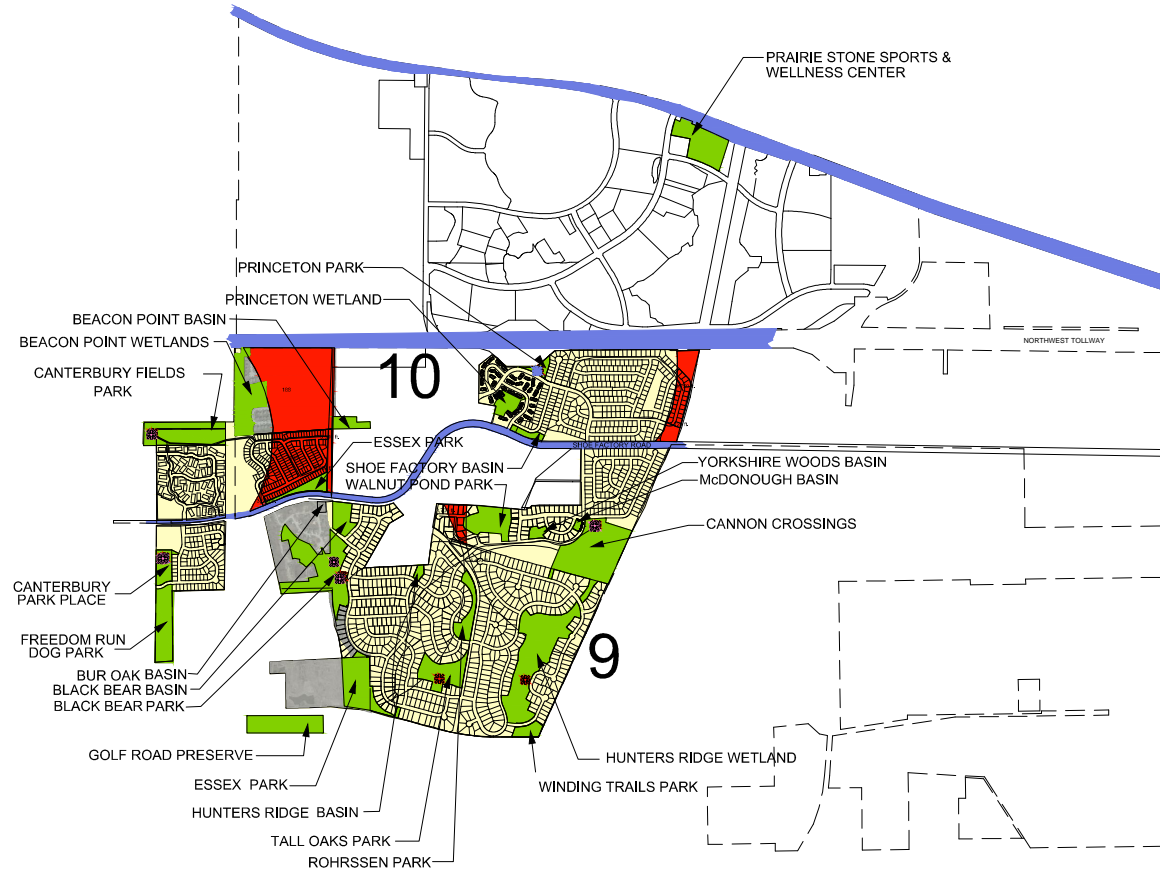 PRAIRIE STONE SPORTS &
WELLNESS CENTER
PRINCETON PARK
PRINCETON WETLAND
BEACON POINT BASIN
BEACON POINT WETLANDS
NORTHWEST TOLLWAY
CANTERBURY FIELDS
PARK
10
ESSEX PARK
SHOE FACTORY ROAD
SHOE FACTORY BASIN
WALNUT POND PARK
YORKSHIRE WOODS BASIN
McDONOUGH BASIN
CANNON CROSSINGS
CANTERBURY
PARK PLACE
FREEDOM RUN
DOG PARK
9
BUR OAK BASIN
BLACK BEAR BASIN
BLACK BEAR PARK
GOLF ROAD PRESERVE
HUNTERS RIDGE WETLAND
ESSEX PARK
WINDING TRAILS PARK
HUNTERS RIDGE BASIN
TALL OAKS PARK
ROHRSSEN PARK